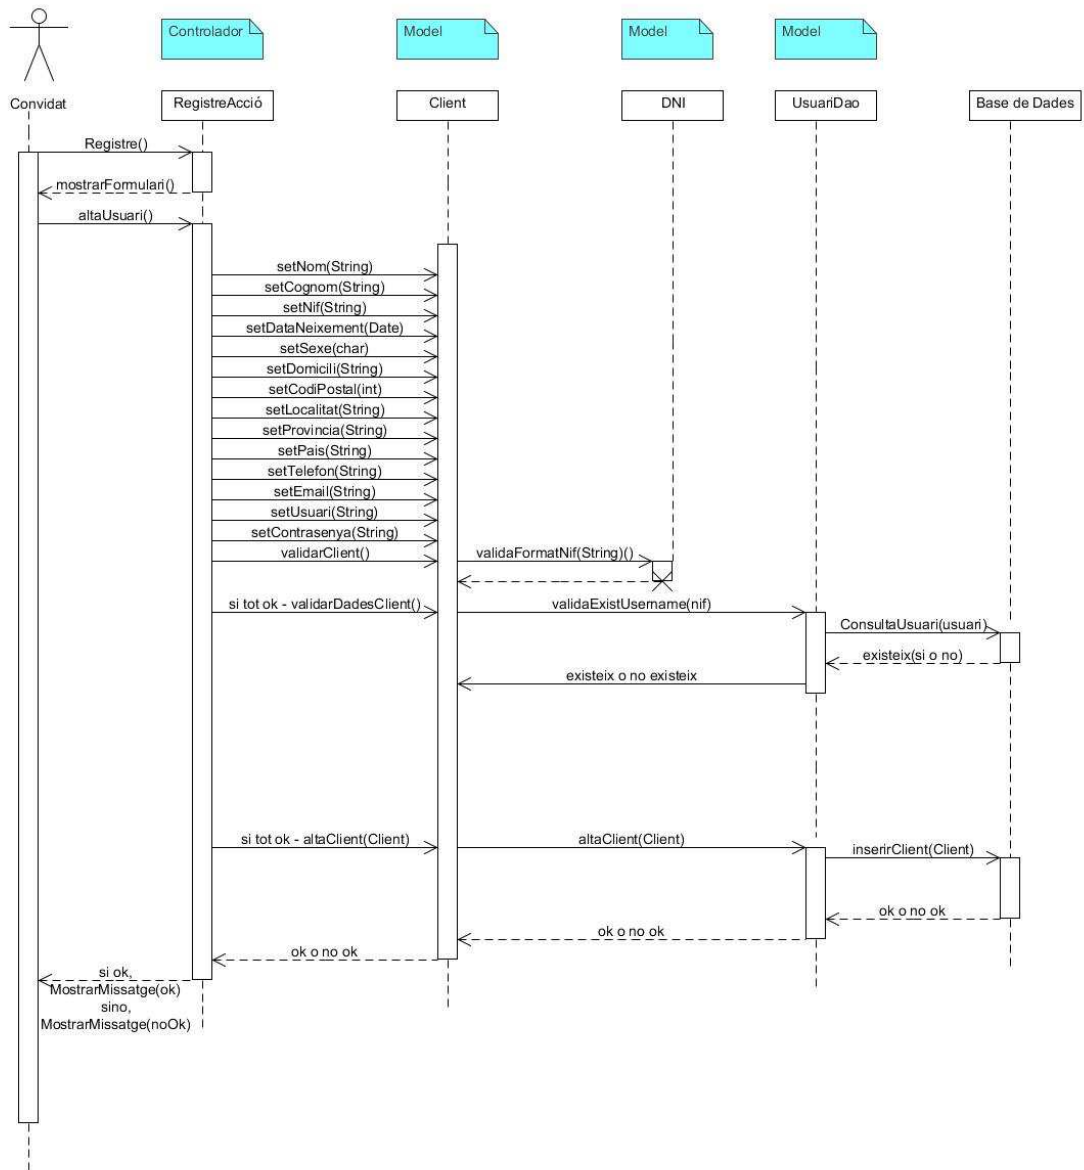 Controlador
Model
Model
Model
Convidat
RegistreAcció
Client
DNI
UsuariDao
Base de Dades
Registre()
mostrarFormulari()
altaUsuari()
setNom(String)
setCognom(String)
setNif(String)
setDataNeixement(Date)
setSexe(char)
setDomicili(String)
setCodiPostal(int)
setLocalitat(String)
setProvincia(String)
setPais(String)
setTelefon(String)
setEmail(String)
setUsuari(String)
setContrasenya(String)
validarClient()
validaFormatNif(String)()
si tot ok - validarDadesClient()
validaExistUsername(nif)
ConsultaUsuari(usuari)
existeix(si o no)
existeix o no existeix
si tot ok - altaClient(Client)
altaClient(Client)
inserirClient(Client)
ok o no ok
ok o no ok
ok o no ok
si ok,
MostrarMissatge(ok)
sino,
MostrarMissatge(noOk)